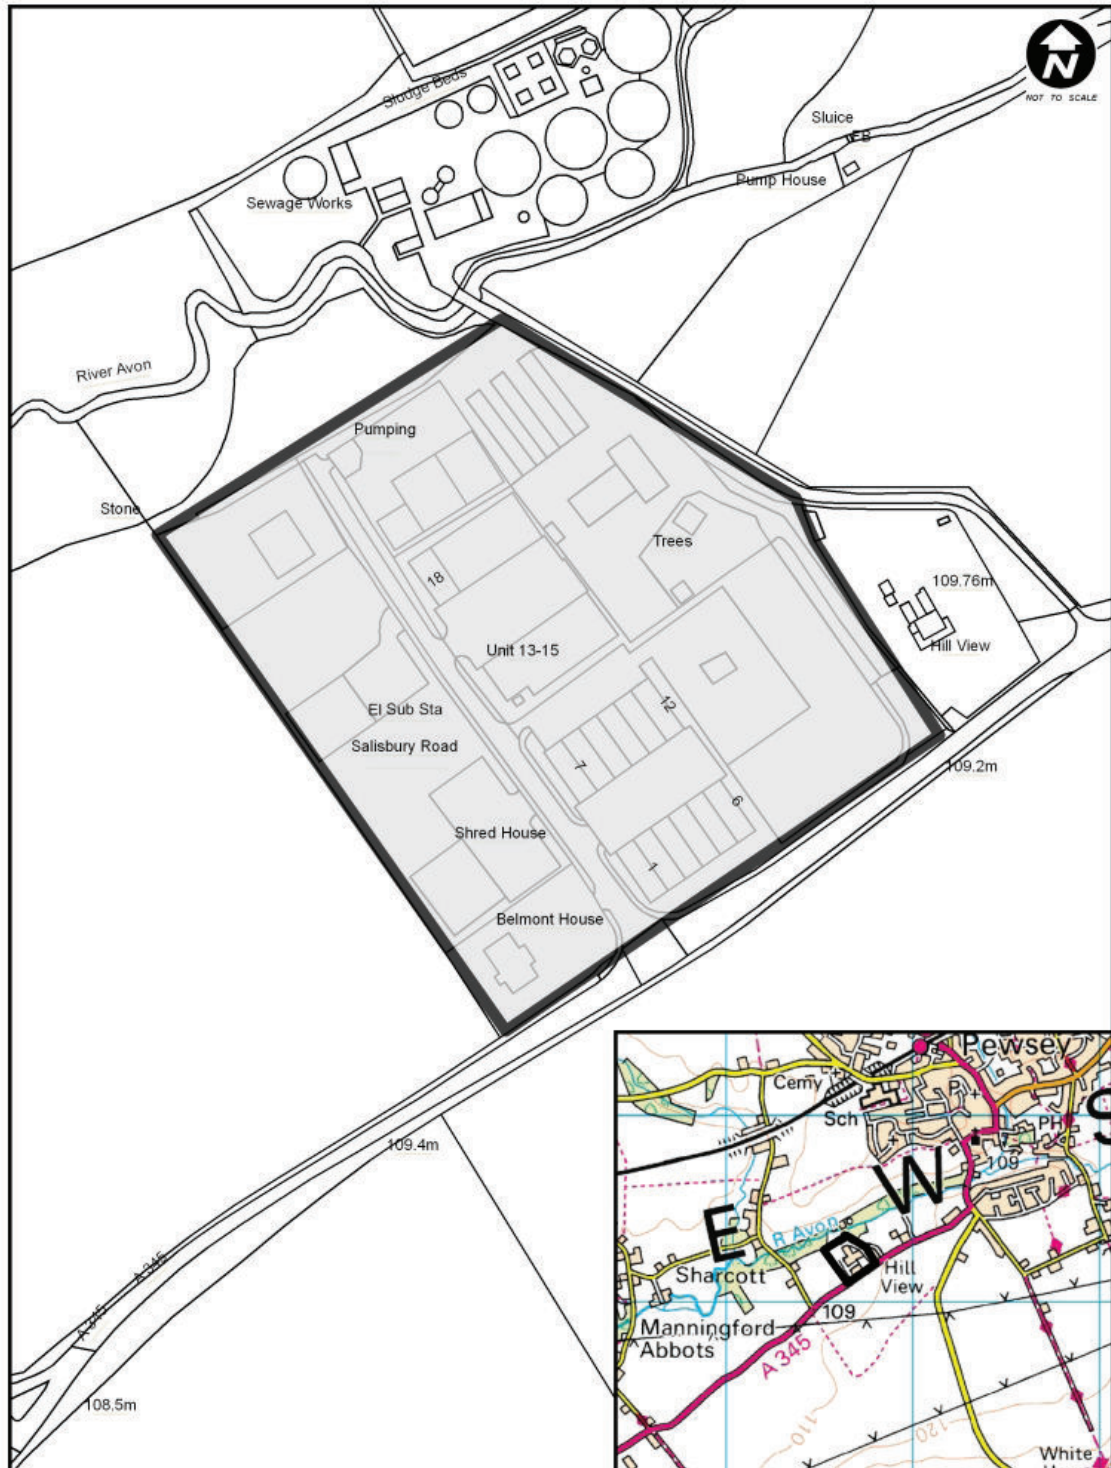 N
NOT TO SCALE
Sludge Beds
Sluice
FB
Pump House
Sewage Works
River Avon
Pumping
Stone
Trees
18
109.76m
Unit 13-15
Hill View
El Sub Sta
12
Salisbury Road
7
109.2m
6
Shred House
1
Belmont House
109.4m
A 345
A 345
108.5m
Pewsey
Cemy
P
Sch
PH
S
109
W
E
R Avon
D
Sharcott
Hill
View
109
Manningford
Abbots
A 345
110
120
White